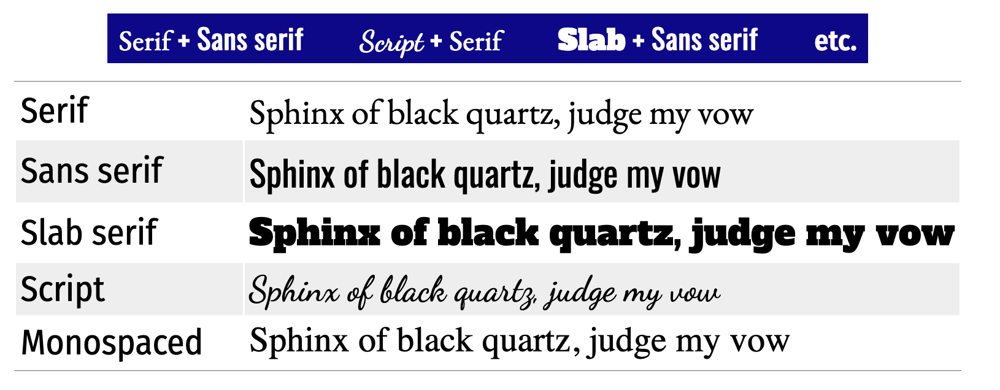 Serif + Sans serif Script + Serif Slab + Sans serif etc.
Serif Sphinx of black quartz, judge my vow
Sans serif Sphinx of black quartz, judge my vow
Slab serif Sphinx of black quartz, judge my vow
Script Sphinx of black quartz, judge my vow
Monospaced Sphinx of black quartz, judge my vow